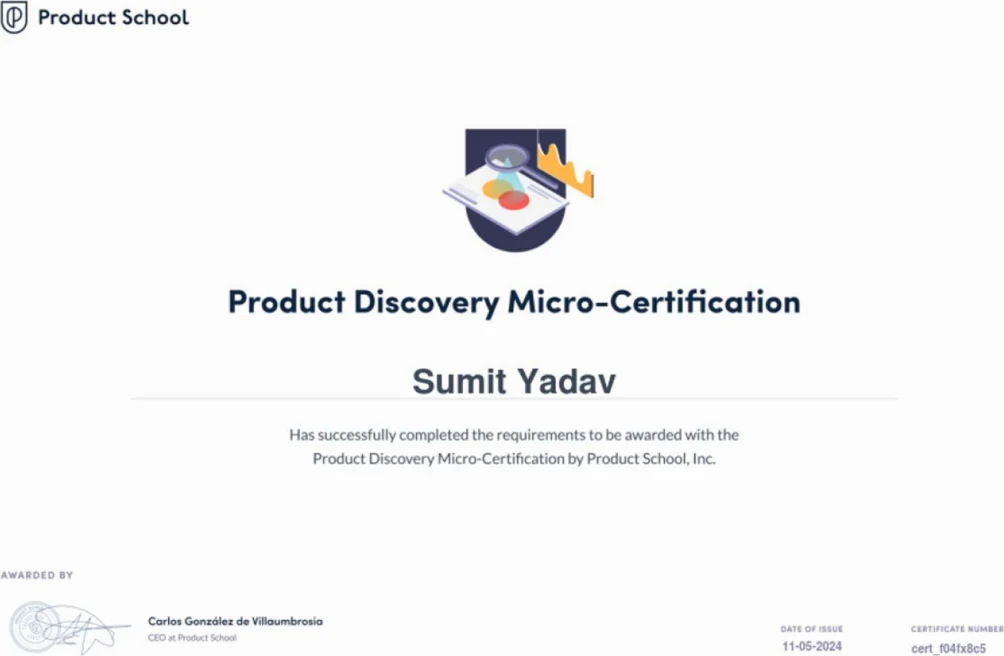 Product School
Product Discovery Micro-Certification
Sumit Yadav
Has successfully completed the requirements to be awarded with the
Product Discovery Micro-Certification by Product School, Inc.
AWARDED BY
Carlos González de Villaumbrosia
CEO at Product School
DATE OF ISSUE
11-05-2024
CERTIFICATE NUMBER
cert_f04fx8c5